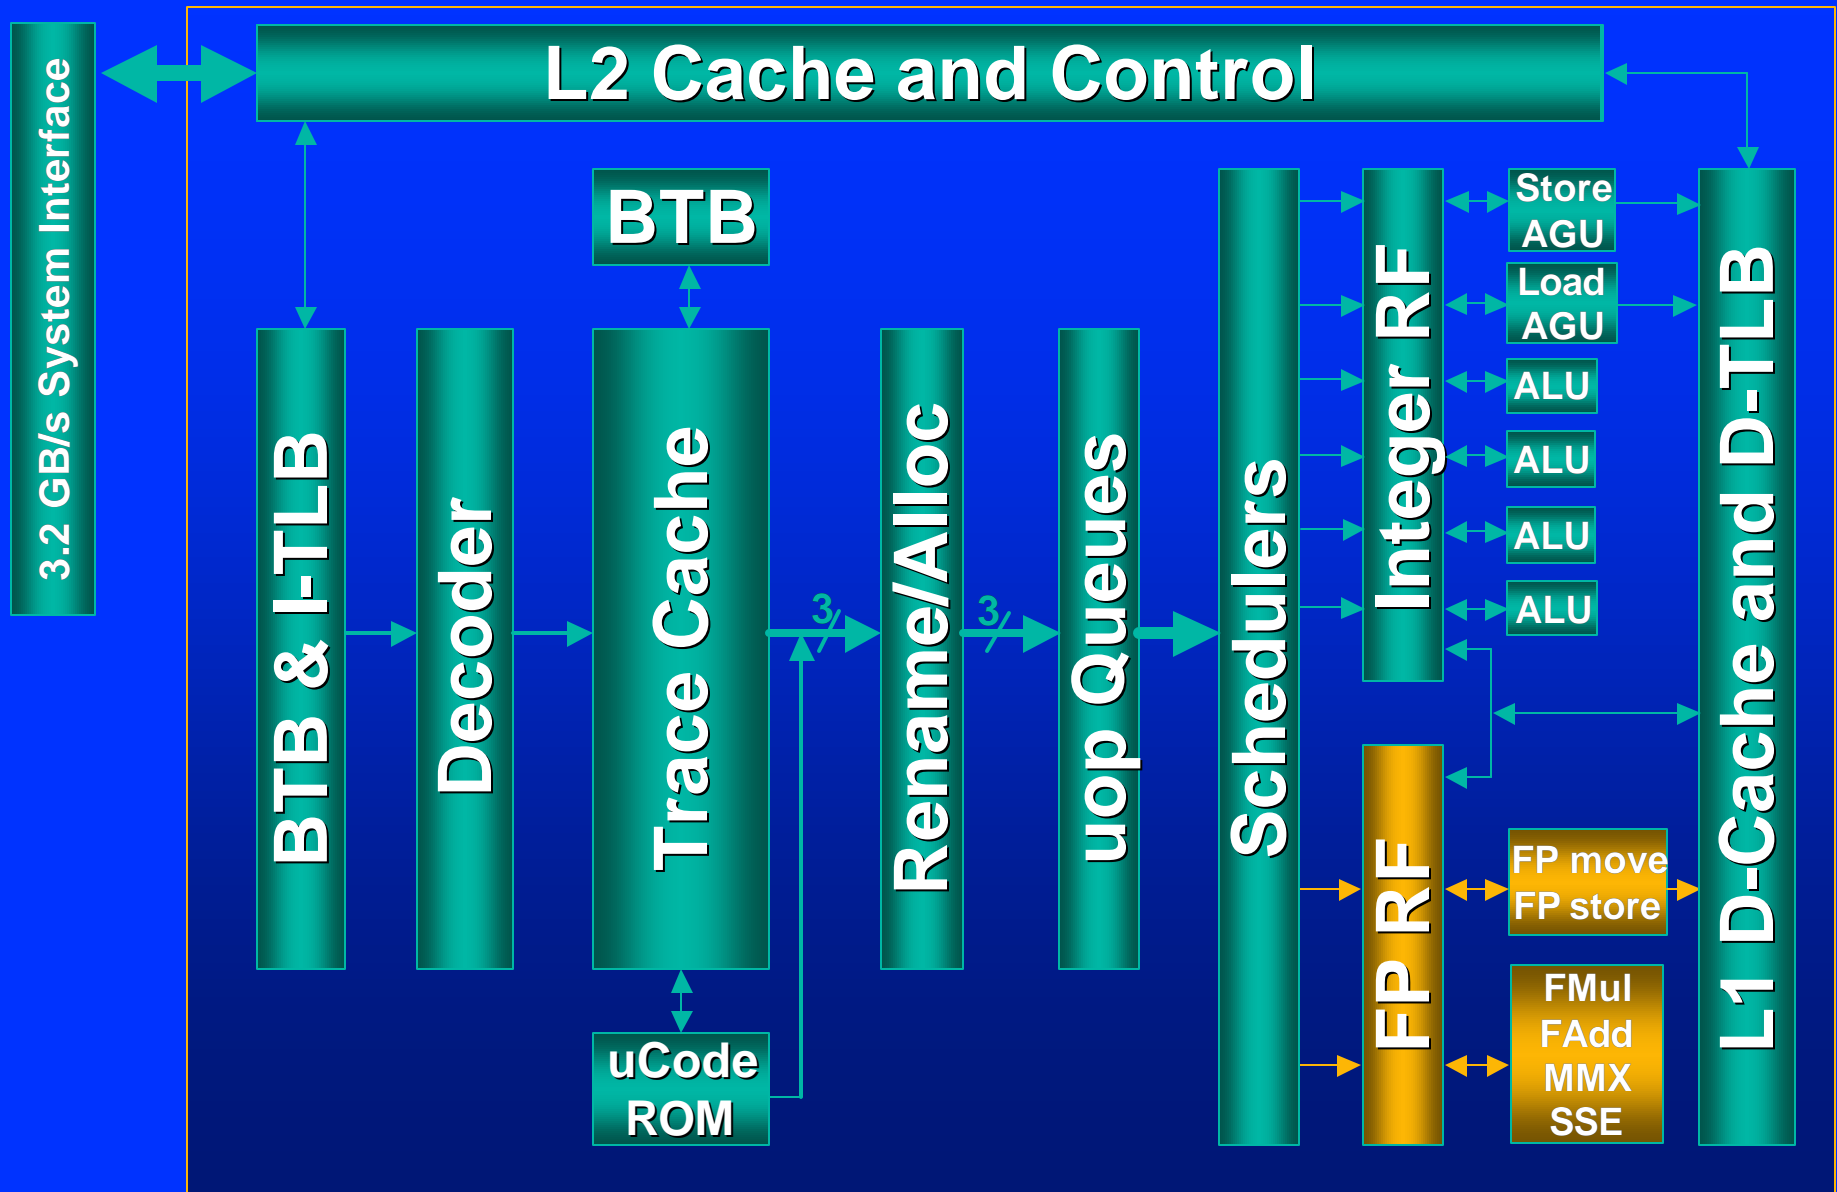 3.2 GB/s System Interface
L2 Cache and Control
BTB
BTB & I-TLB
Decoder
Trace Cache
3
Rename/Alloc
3
uop Queues
Schedulers
Integer RF
Store
AGU
Load
AGU
ALU
ALU
ALU
ALU
L1 D-Cache and D-TLB
FP RF
FP move
FP store
FMul
FAdd
MMX
SSE
uCode
ROM